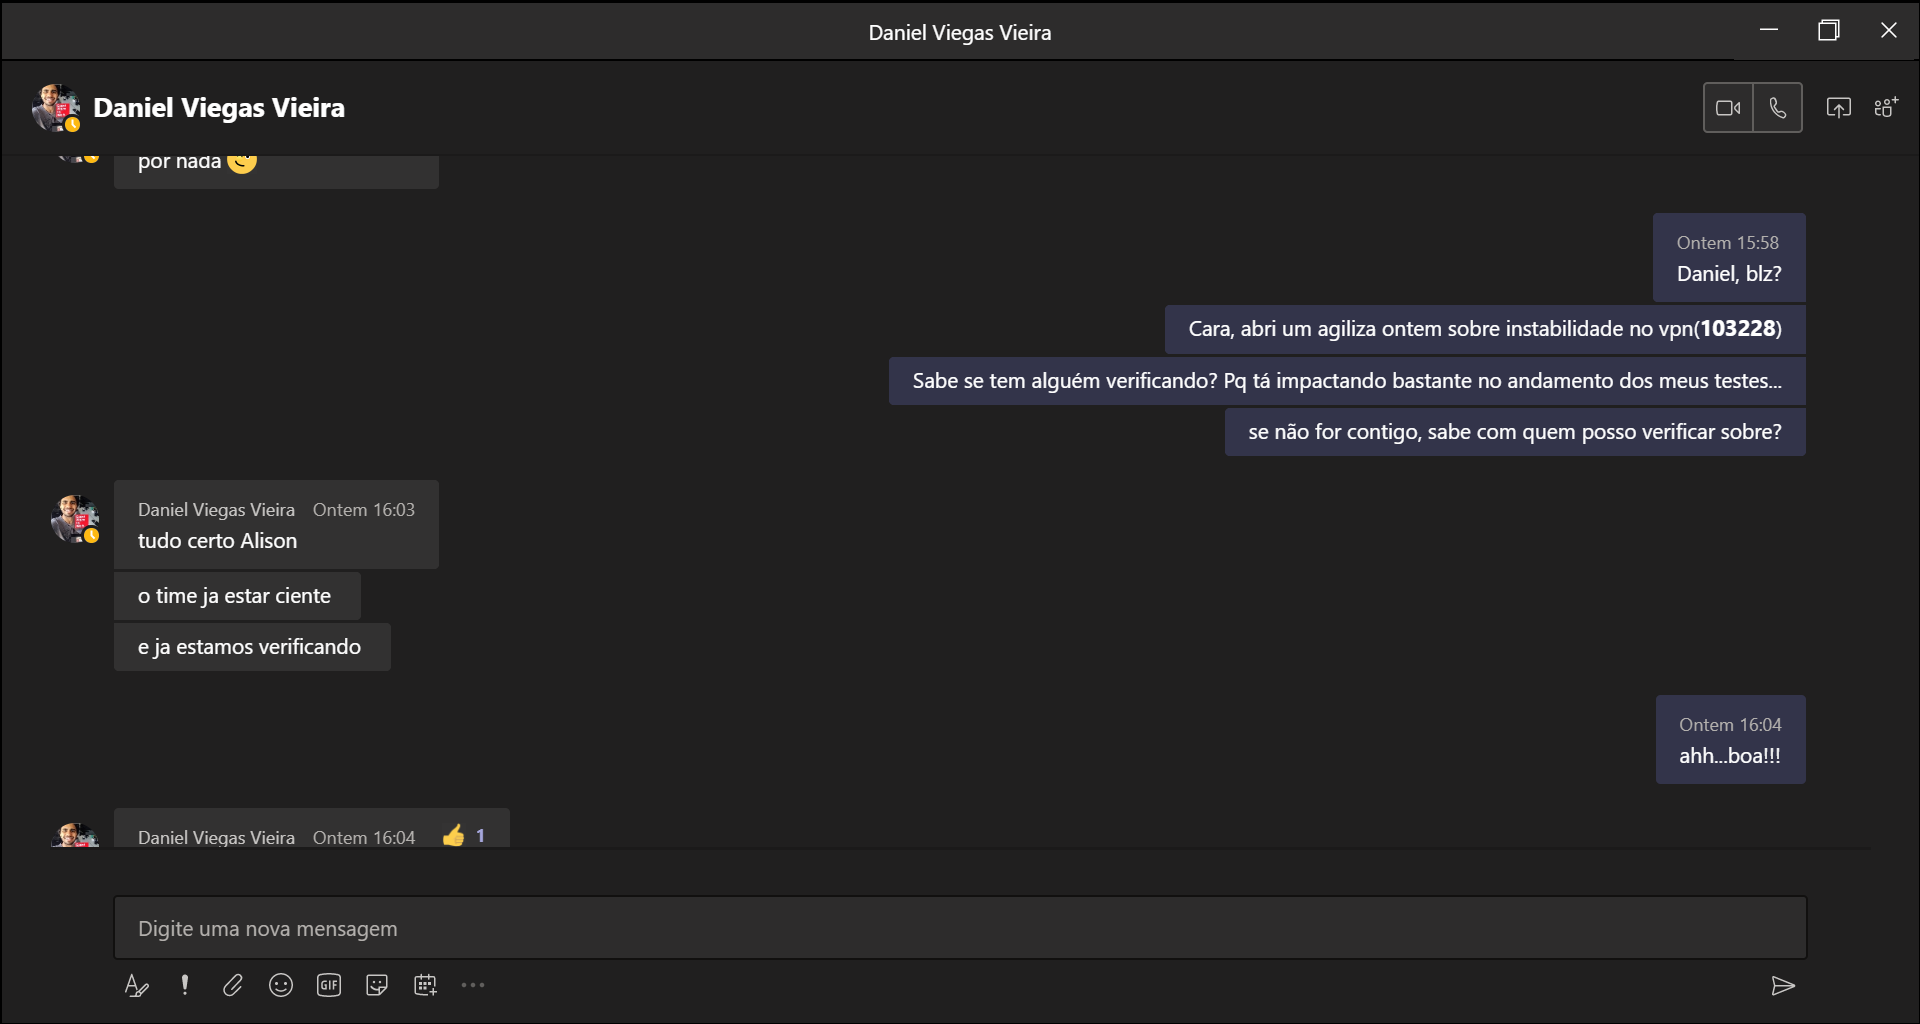 Daniel Viegas Vieira
Daniel Viegas Vieira
por nada
Ontem 15:58
Daniel, blz?
Cara, abri um agiliza ontem sobre instabilidade no vpn(103228)
Sabe se tem alguém verificando? Pq tá impactando bastante no andamento dos meus testes...
se não for contigo, sabe com quem posso verificar sobre?
Daniel Viegas Vieira Ontem 16:03
tudo certo Alison
o time ja estar ciente
e ja estamos verificando
Ontem 16:04
ahh...boa!!!
Daniel Viegas Vieira Ontem 16:04 1
Digite uma nova mensagem
GIF